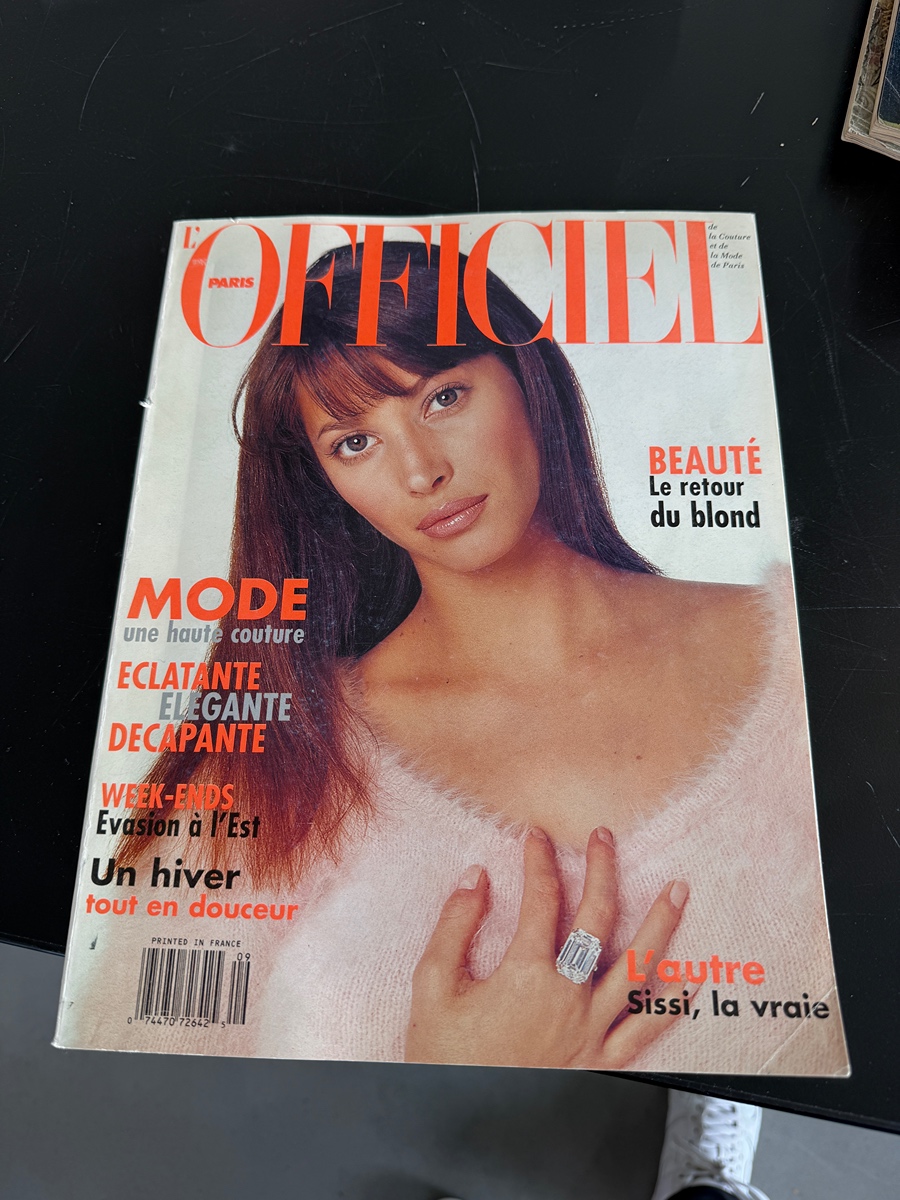 L'OFFICIEL
PARIS
de
la Couture
et de
la Mode
de Paris
BEAUTÉ
Le retour
du blond
MODE
une haute couture
ECLATANTE
ELEGANTE
DECAPANTE
WEEK-ENDS
Evasion à l'Est
Un hiver
tout en douceur
PRINTED IN FRANCE
09
0 74470 72642 5
L'autre
Sissi, la vraie